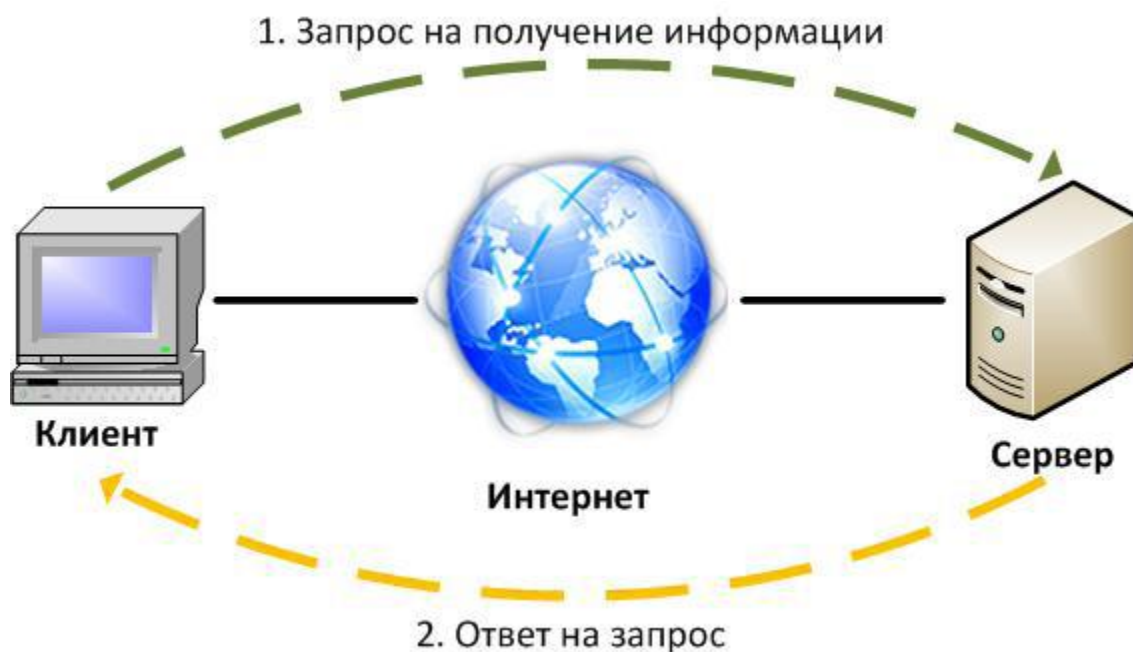 1. Запрос на получение информации
Клиент
Интернет
Сервер
2. Ответ на запрос